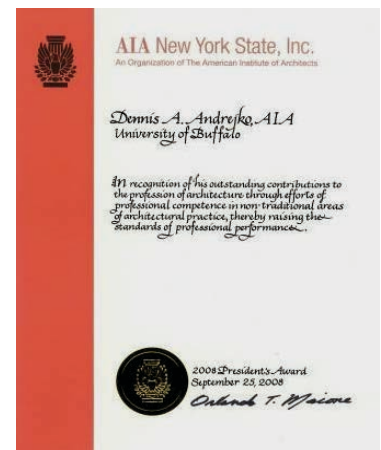 AIA New York State, Inc.
An Organization of The American Institute of Architects
Dennis A. Andrejko, AIA
University of Buffalo
In recognition of his outstanding contributions to
the profession of architecture through efforts of
professional competence in non-traditional areas
of architectural practice, thereby raising the
standards of professional performance.
2008 President's Award
September 25, 2008
Orlando T. Maione